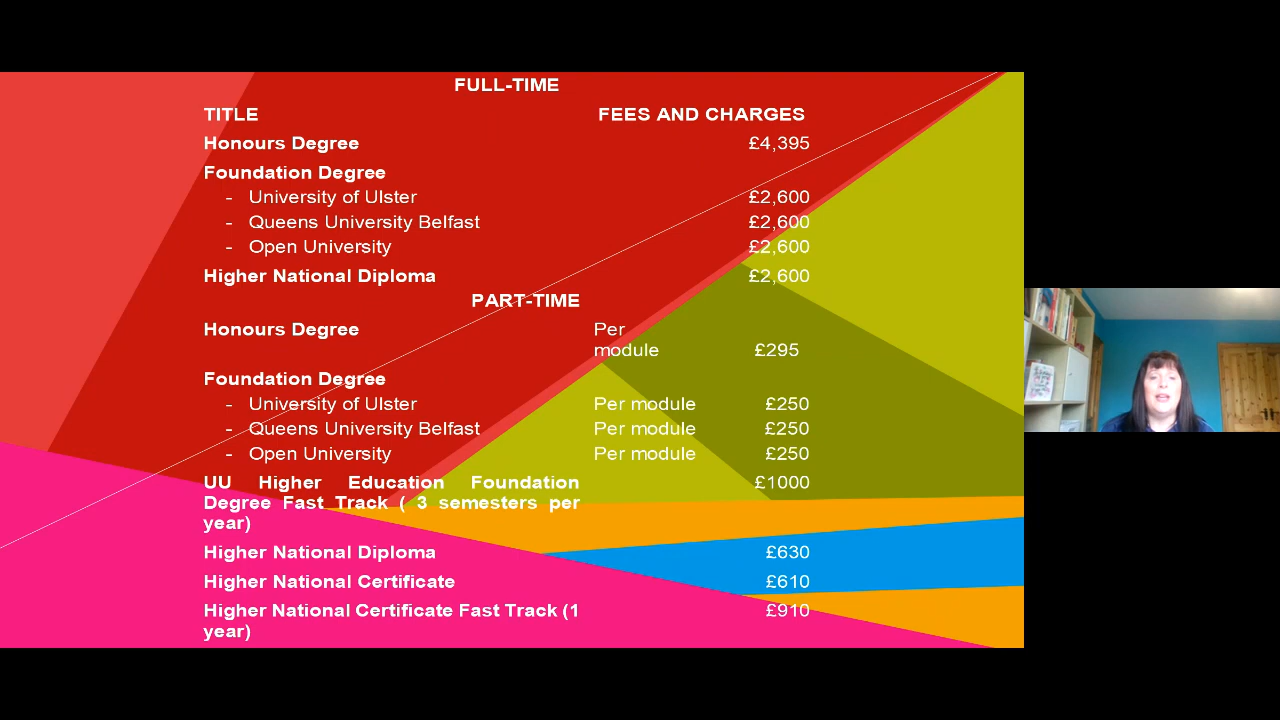 FULL-TIME
TITLE FEES AND CHARGES
Honours Degree £4,395
Foundation Degree
- University of Ulster £2,600
- Queens University Belfast £2,600
- Open University £2,600
Higher National Diploma £2,600
PART-TIME
Honours Degree Per
module £295
Foundation Degree
- University of Ulster Per module £250
- Queens University Belfast Per module £250
- Open University Per module £250
UU Higher Education Foundation £1000
Degree Fast Track ( 3 semesters per
year)
Higher National Diploma £630
Higher National Certificate £610
Higher National Certificate Fast Track (1 £910
year)